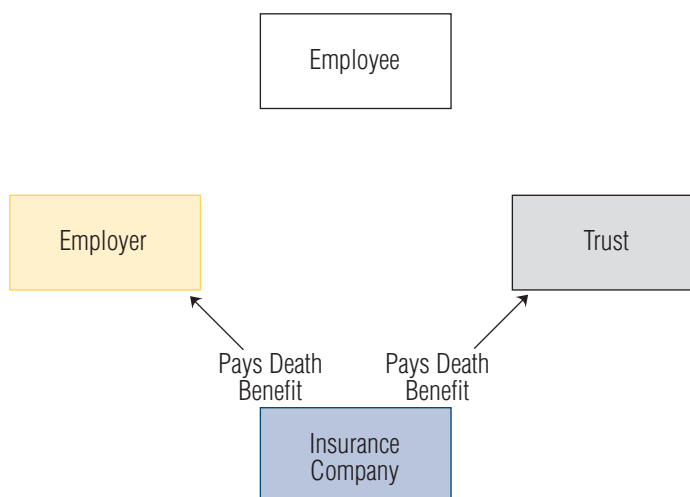 Employee
Employer
Trust
Pays Death
Benefit
Pays Death
Benefit
Insurance
Company